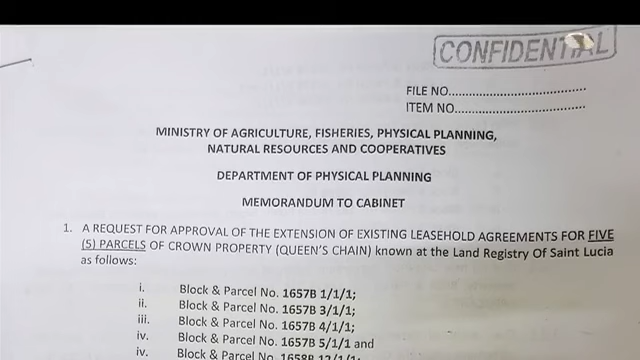 CONFIDENTIAL
FILE NO.......................................
ITEM NO.....................................
MINISTRY OF AGRICULTURE, FISHERIES, PHYSICAL PLANNING,
NATURAL RESOURCES AND COOPERATIVES
DEPARTMENT OF PHYSICAL PLANNING
MEMORANDUM TO CABINET
1. A REQUEST FOR APPROVAL OF THE EXTENSION OF EXISTING LEASEHOLD AGREEMENTS FOR FIVE
(5) PARCELS OF CROWN PROPERTY (QUEEN'S CHAIN) known at the Land Registry Of Saint Lucia
as follows:
i. Block & Parcel No. 1657B 1/1/1;
ii. Block & Parcel No. 1657B 3/1/1;
iii. Block & Parcel No. 1657B 4/1/1;
iv. Block & Parcel No. 1657B 5/1/1 and
iv. Block & Parcel No. 1658B 12/1/1;